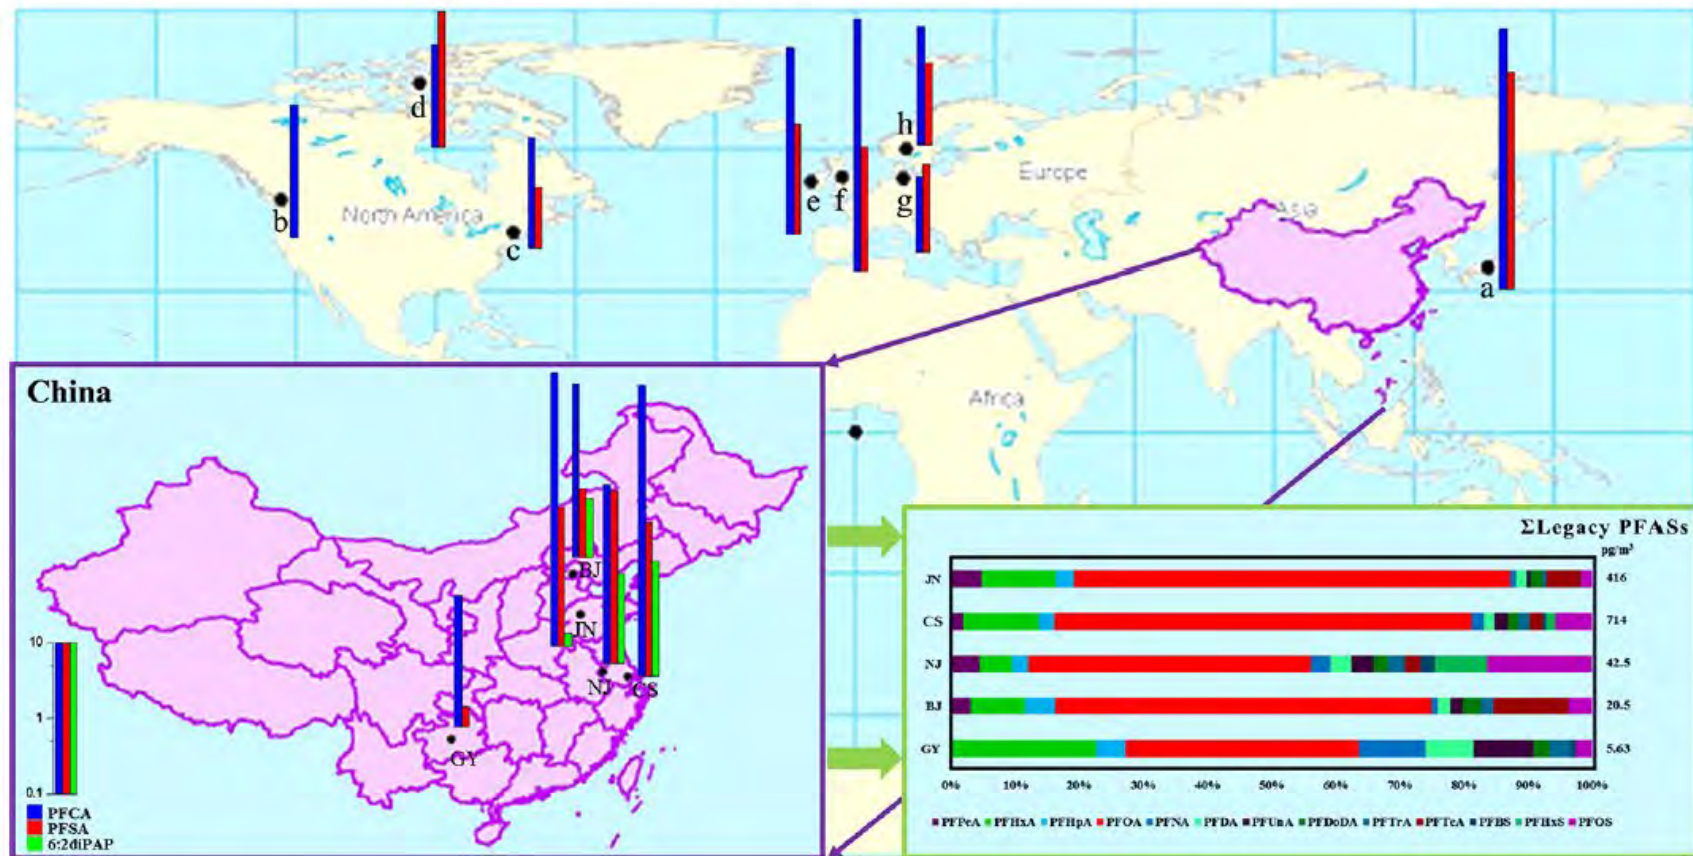 d
h
Europe
e
f
g
b
North America
c
Asia
a
China
Africa
BJ
JN
NJ
CS
GY
10
1
0.1
PFCA
PFSA
6:2diPAP
ΣLegacy PFASs
pg/m³
JN 416
CS 714
NJ 42.5
BJ 20.5
GY 5.63
0% 10% 20% 30% 40% 50% 60% 70% 80% 90% 100%
PFPeA PFHxA PFHpA PFOA PFNA PFDA PFUnA PFDoDA PFTrA PFTeA PFBS PFHxS PFOS